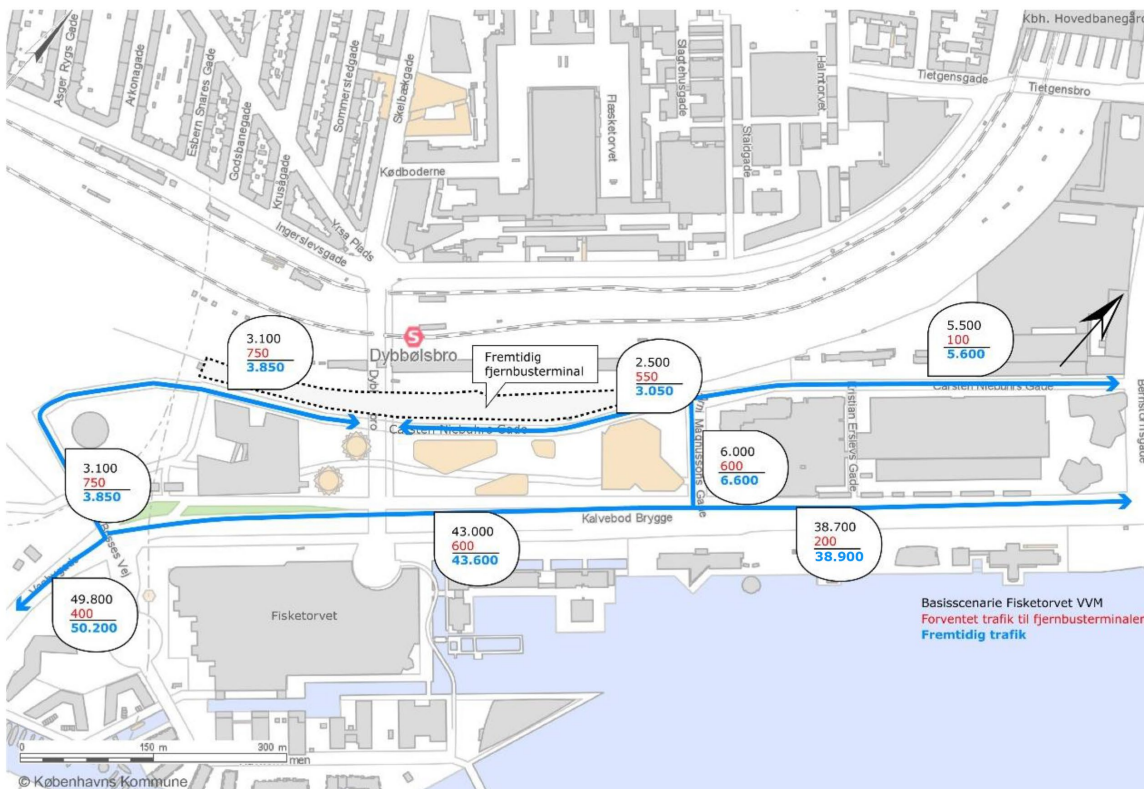 Kbh. Hovedbanegård
Asger Rygs Gade
Arkonagade
Esbern Snares Gade
Godsbanegade
Krusågade
Sommerstedgade
Skelbækgade
Flæsketorvet
Slagtehusgade
Halmtorvet
Staldgade
Tietgensgade
Tietgensbro
Kødboderne
Ingerslevsgade
Yrsa Plads
S
Dybbølsbro
Fremtidig
fjernbusterminal
3.100
750
3.850
2.500
550
3.050
5.500
100
5.600
Carsten Niebuhrs Gade
Carsten Niebuhrs Gade
Kristian Erslevs Gade
Bernstorffsgade
3.100
750
3.850
6.000
600
6.600
Kalvebod Brygge
43.000
600
43.600
38.700
200
38.900
49.800
400
50.200
Fisketorvet
Basisscenarie Fisketorvet VVM
Forventet trafik til fjernbusterminalen
Fremtidig trafik
0 150 m 300 m
© Københavns Kommune